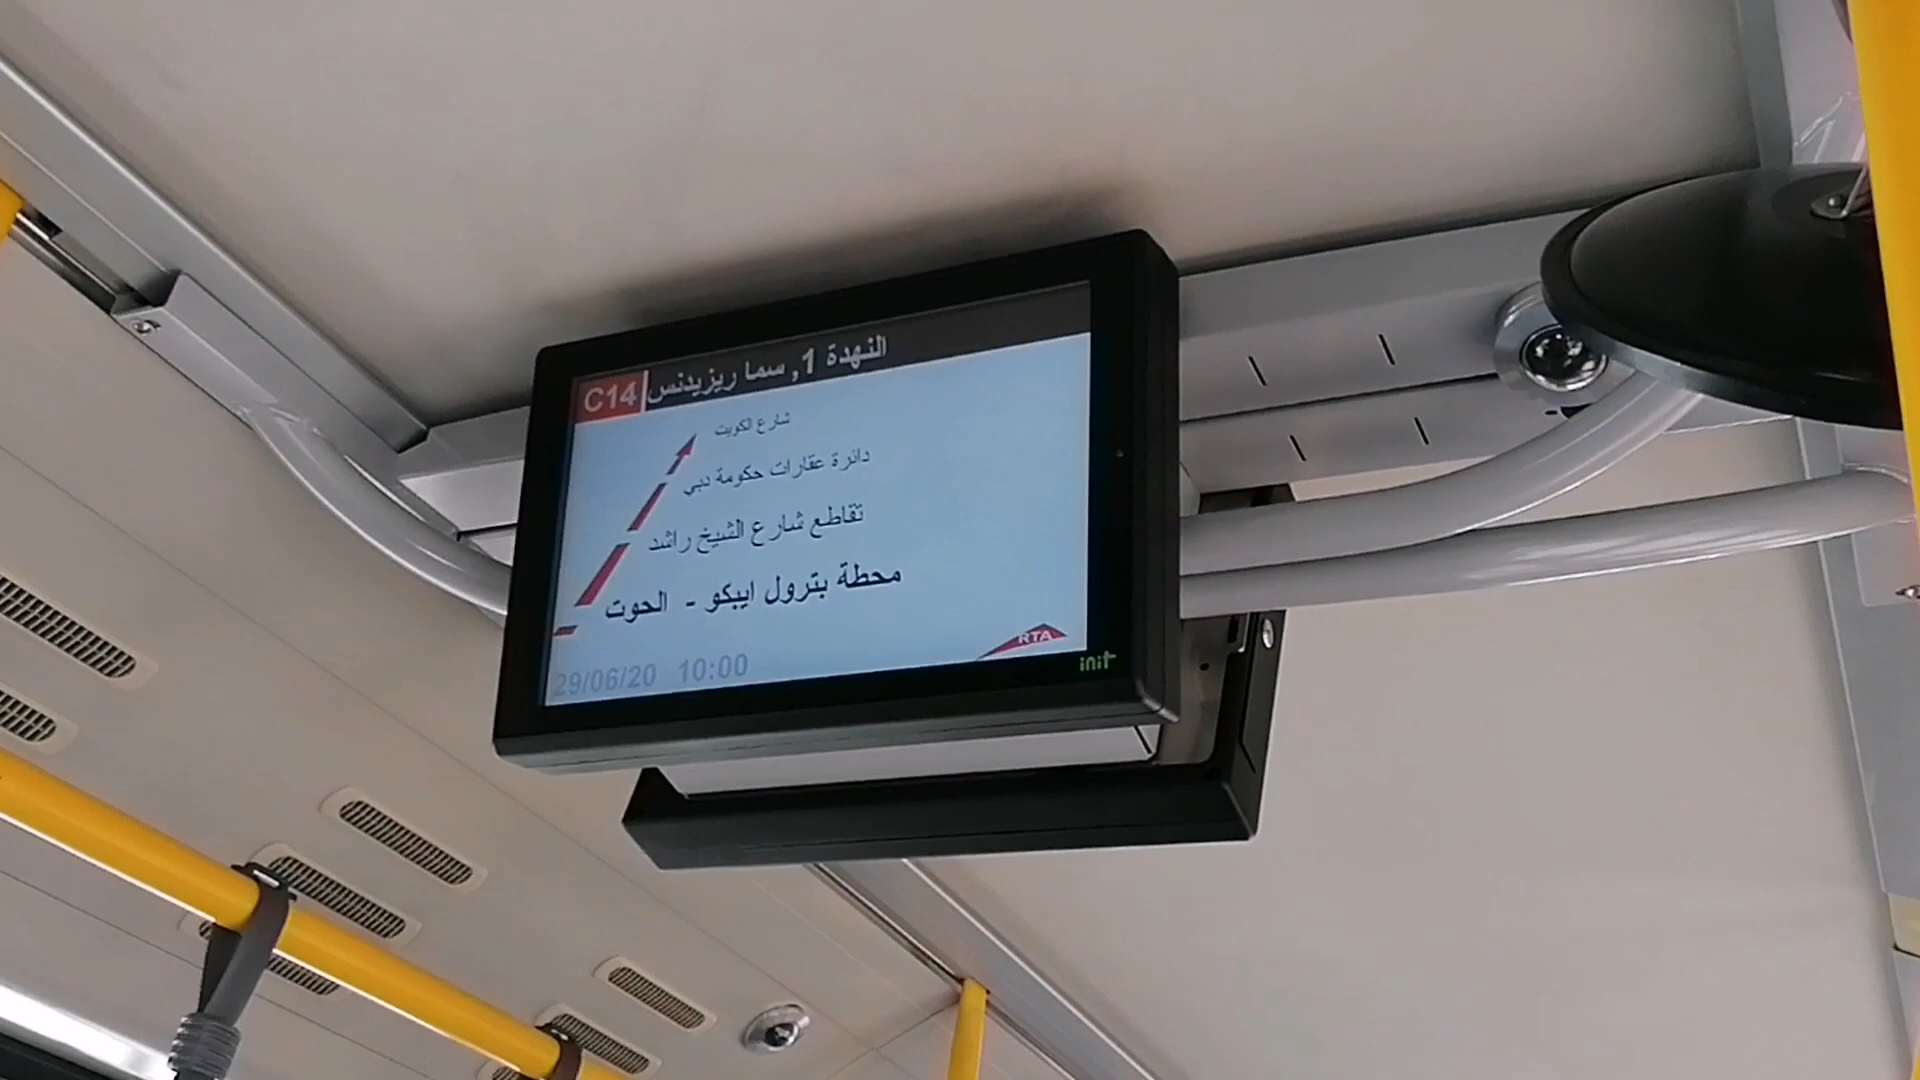 C14 النهدة 1, سما ريزيدنس
شارع الكويت
دائرة عقارات حكومة دبي
تقاطع شارع الشيخ راشد
محطة بترول ايبكو - الحوت
29/06/20 10:00
RTA
init